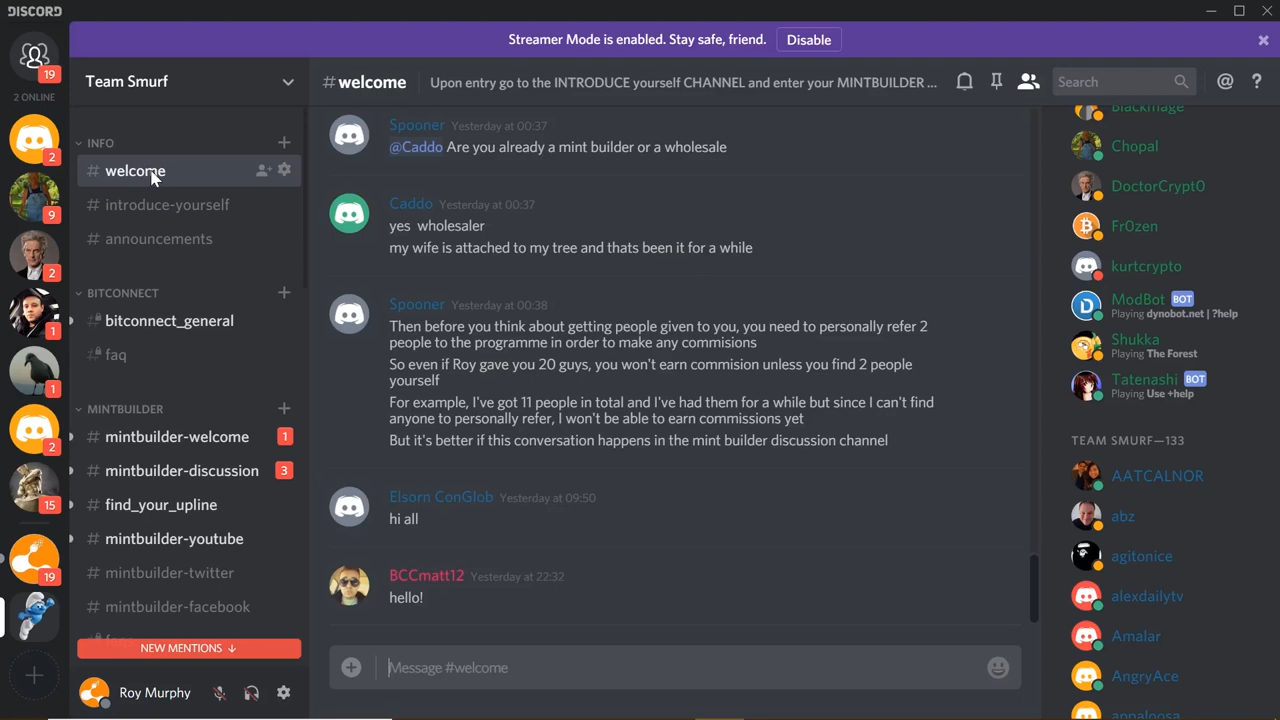 DISCORD
Streamer Mode is enabled. Stay safe, friend. Disable
19
2 ONLINE
2
9
2
1
1
2
15
19
Team Smurf
INFO
# welcome
# introduce-yourself
# announcements
BITCONNECT
# bitconnect_general
# faq
MINTBUILDER
# mintbuilder-welcome 1
# mintbuilder-discussion 3
# find_your_upline
# mintbuilder-youtube
# mintbuilder-twitter
# mintbuilder-facebook
NEW MENTIONS ↓
Roy Murphy
#welcome Upon entry go to the INTRODUCE yourself CHANNEL and enter your MINTBUILDER ...
Search
@ ?
Spooner Yesterday at 00:37
@Caddo Are you already a mint builder or a wholesale
Caddo Yesterday at 00:37
yes wholesaler
my wife is attached to my tree and thats been it for a while
Spooner Yesterday at 00:38
Then before you think about getting people given to you, you need to personally refer 2
people to the programme in order to make any commisions
So even if Roy gave you 20 guys, you won't earn commision unless you find 2 people
yourself
For example, I've got 11 people in total and I've had them for a while but since I can't find
anyone to personally refer, I won't be able to earn commissions yet
But it's better if this conversation happens in the mint builder discussion channel
Elsorn ConGlob Yesterday at 09:50
hi all
BCCmatt12 Yesterday at 22:32
hello!
Message #welcome
BlackMage
Chopal
DoctorCrypt0
Fr0zen
kurtcrypto
ModBot BOT
Playing dynobot.net | ?help
Shukka
Playing The Forest
Tatenashi BOT
Playing Use +help
TEAM SMURF—133
AATCALNOR
abz
agitonice
alexdailytv
Amalar
AngryAce
appaloosa